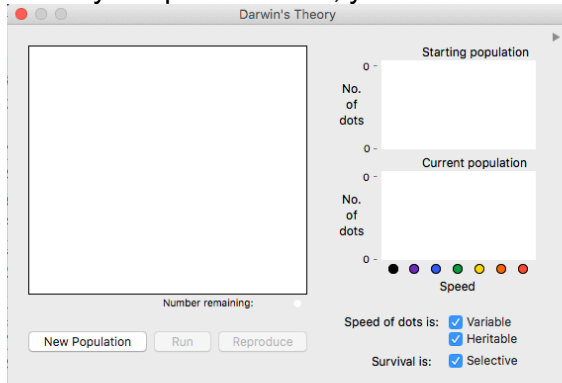 Darwin's Theory
Starting population
0 -
No.
of
dots
0 -
Current population
0 -
No.
of
dots
0 -
Speed
Number remaining:
Speed of dots is: Variable
Heritable
New Population Run Reproduce
Survival is: Selective